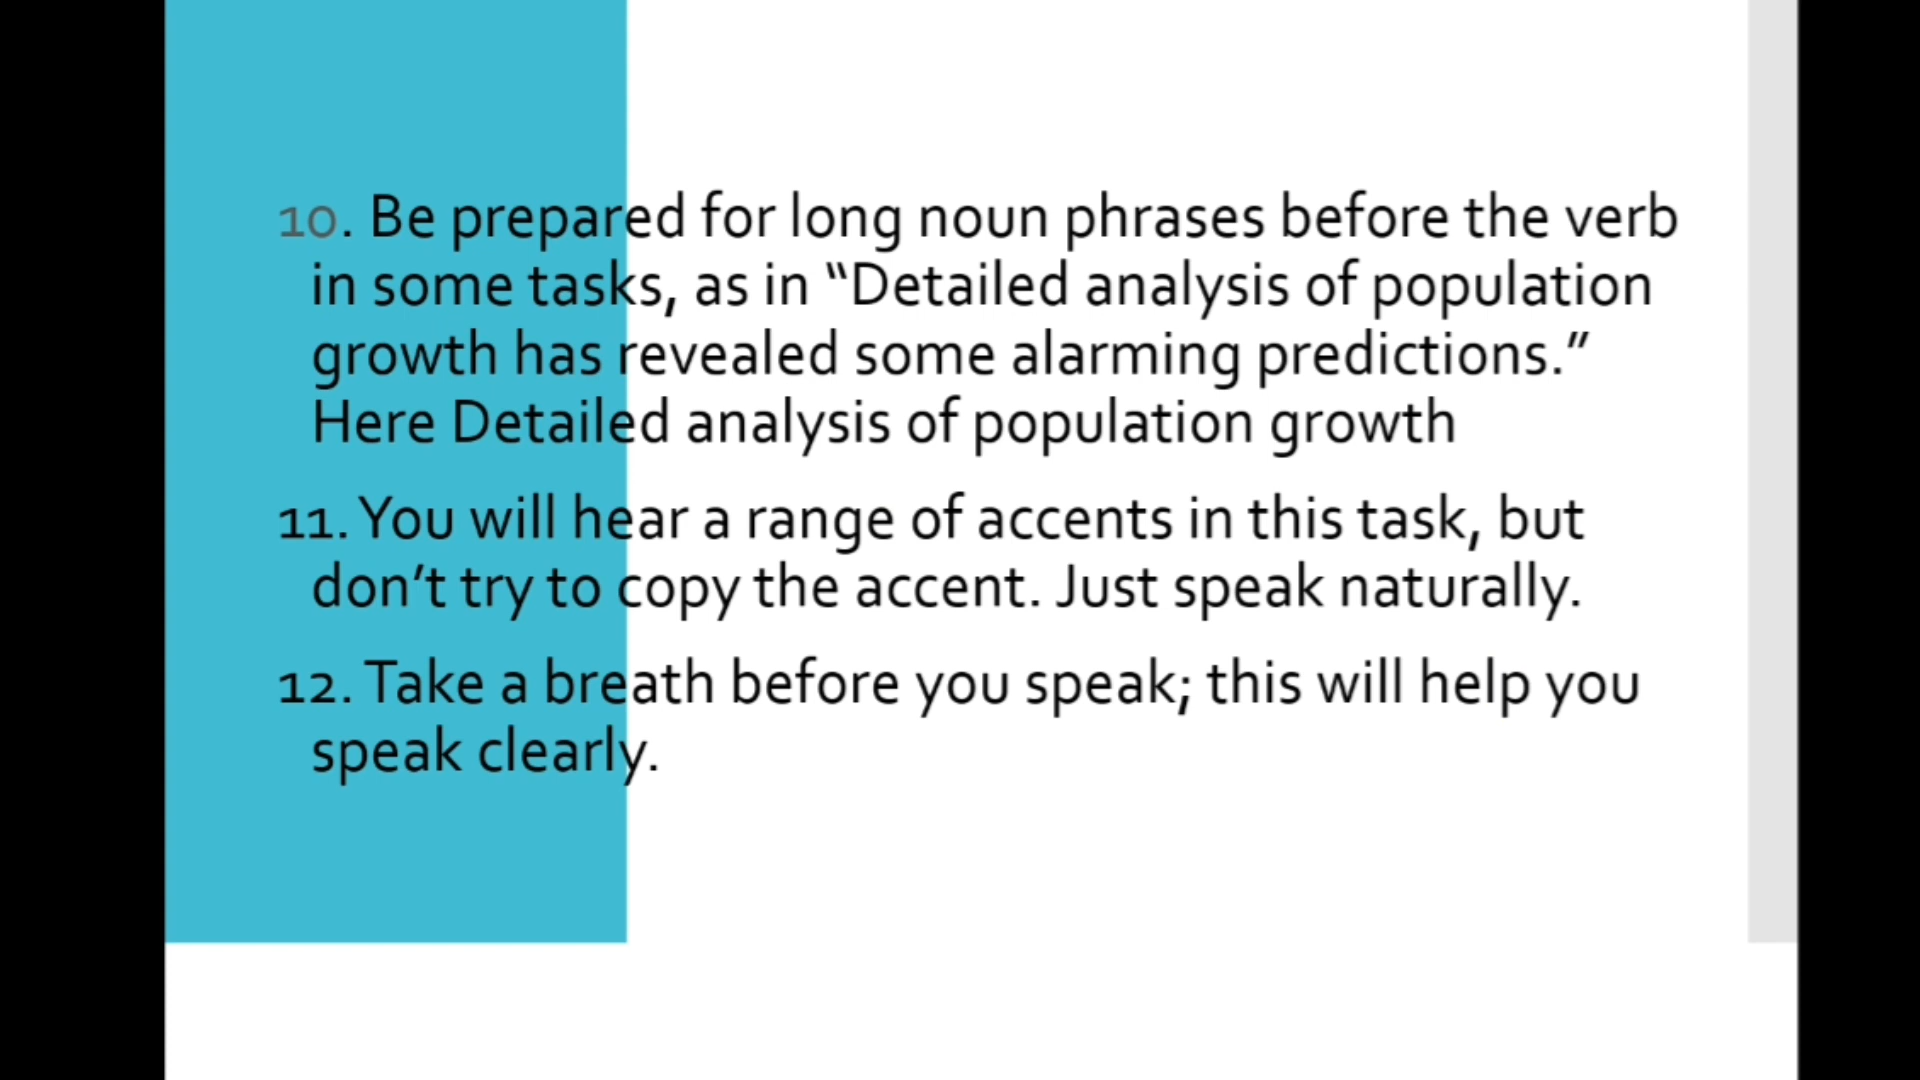 10. Be prepared for long noun phrases before the verb
in some tasks, as in “Detailed analysis of population
growth has revealed some alarming predictions.”
Here Detailed analysis of population growth
11. You will hear a range of accents in this task, but
don’t try to copy the accent. Just speak naturally.
12. Take a breath before you speak; this will help you
speak clearly.